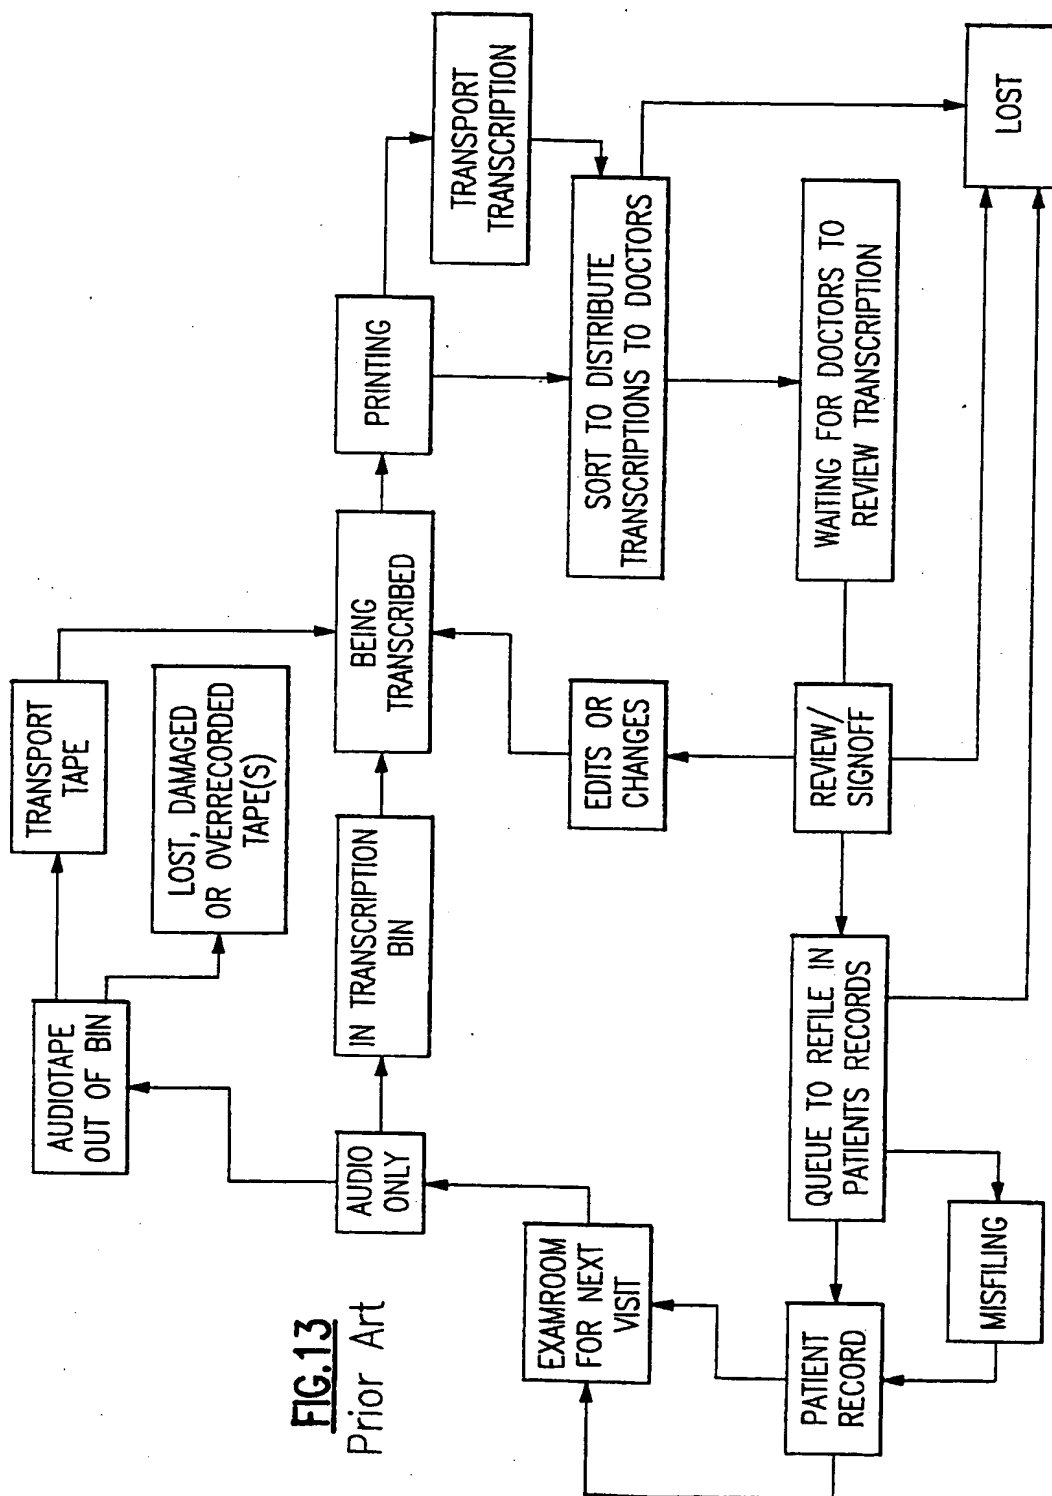 FIG.13
Prior Art
AUDIOTAPE
OUT OF BIN
TRANSPORT
TAPE
LOST, DAMAGED
OR OVERRECORDED
TAPE(S)
AUDIO
ONLY
IN TRANSCRIPTION
BIN
BEING
TRANSCRIBED
PRINTING
TRANSPORT
TRANSCRIPTION
EXAMROOM
FOR NEXT
VISIT
EDITS OR
CHANGES
SORT TO DISTRIBUTE
TRANSCRIPTIONS TO DOCTORS
PATIENT
RECORD
QUEUE TO REFILE IN
PATIENTS RECORDS
REVIEW/
SIGNOFF
WAITING FOR DOCTORS TO
REVIEW TRANSCRIPTION
MISFILING
LOST